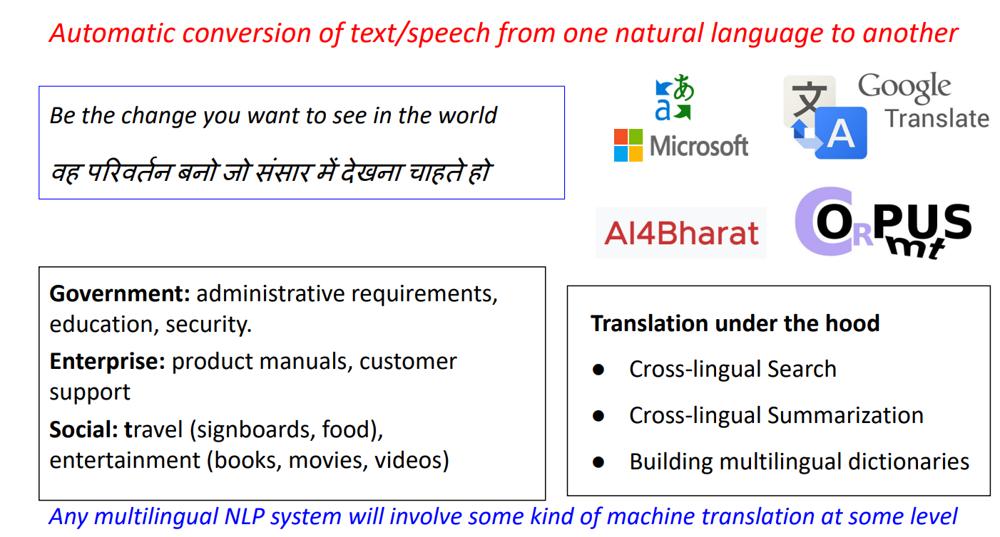 Automatic conversion of text/speech from one natural language to another
Be the change you want to see in the world
वह परिवर्तन बनो जो संसार में देखना चाहते हो
あ
a
Microsoft
文
A
Google
Translate
AI4Bharat
CORPUS
mt
Government: administrative requirements,
education, security.
Enterprise: product manuals, customer
support
Social: travel (signboards, food),
entertainment (books, movies, videos)
Translation under the hood
● Cross-lingual Search
● Cross-lingual Summarization
● Building multilingual dictionaries
Any multilingual NLP system will involve some kind of machine translation at some level